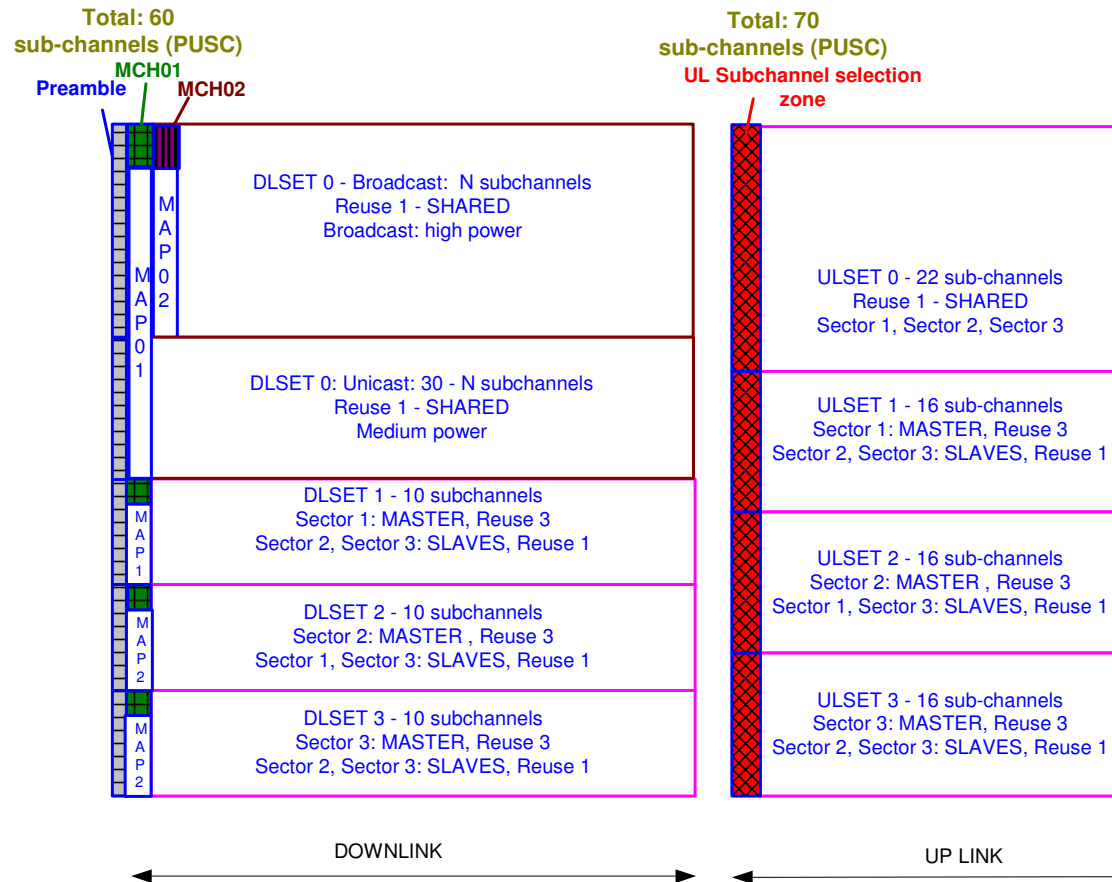 Total: 60
sub-channels (PUSC)
MCH01
Preamble
MCH02
DLSET 0 - Broadcast: N subchannels
Reuse 1 - SHARED
Broadcast: high power
MAP02
MAP01
DLSET 0: Unicast: 30 - N subchannels
Reuse 1 - SHARED
Medium power
DLSET 1 - 10 subchannels
Sector 1: MASTER, Reuse 3
Sector 2, Sector 3: SLAVES, Reuse 1
MAP1
DLSET 2 - 10 subchannels
Sector 2: MASTER , Reuse 3
Sector 1, Sector 3: SLAVES, Reuse 1
MAP2
DLSET 3 - 10 subchannels
Sector 3: MASTER, Reuse 3
Sector 2, Sector 3: SLAVES, Reuse 1
MAP2
DOWNLINK
Total: 70
sub-channels (PUSC)
UL Subchannel selection
zone
ULSET 0 - 22 sub-channels
Reuse 1 - SHARED
Sector 1, Sector 2, Sector 3
ULSET 1 - 16 sub-channels
Sector 1: MASTER, Reuse 3
Sector 2, Sector 3: SLAVES, Reuse 1
ULSET 2 - 16 sub-channels
Sector 2: MASTER , Reuse 3
Sector 1, Sector 3: SLAVES, Reuse 1
ULSET 3 - 16 sub-channels
Sector 3: MASTER, Reuse 3
Sector 2, Sector 3: SLAVES, Reuse 1
UP LINK